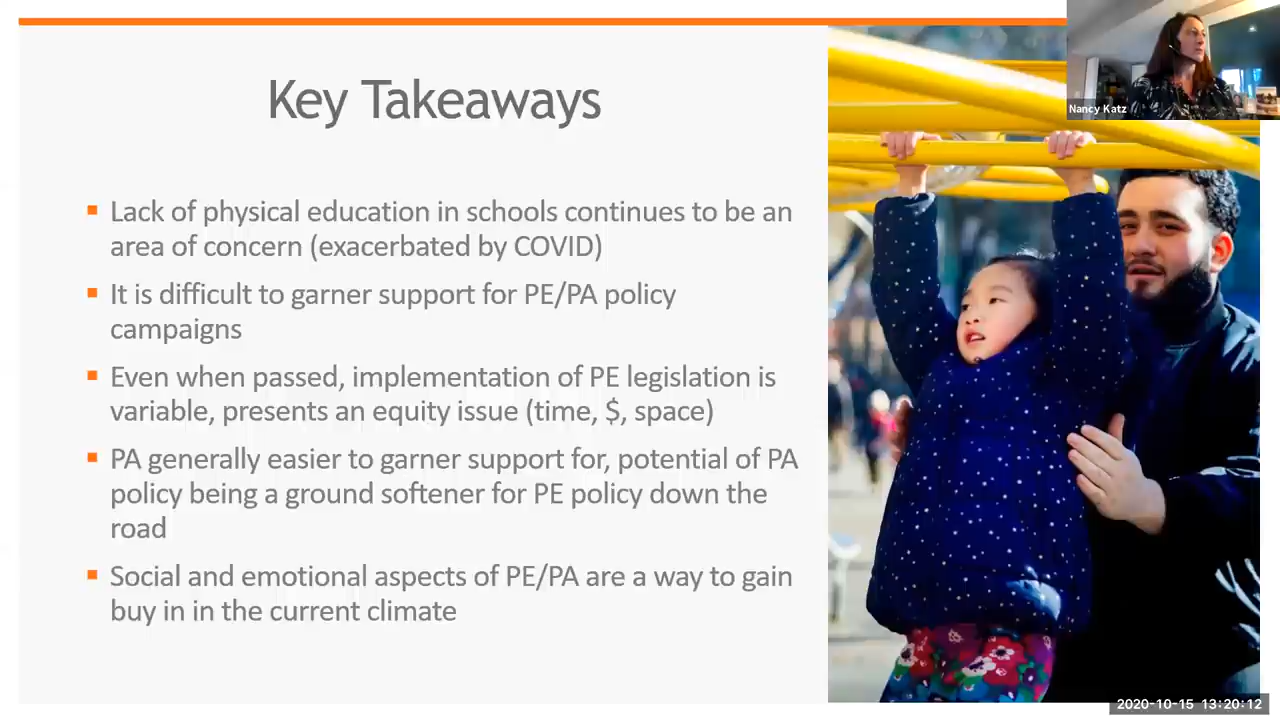 Key Takeaways
Lack of physical education in schools continues to be an
area of concern (exacerbated by COVID)
It is difficult to garner support for PE/PA policy
campaigns
Even when passed, implementation of PE legislation is
variable, presents an equity issue (time, $, space)
PA generally easier to garner support for, potential of PA
policy being a ground softener for PE policy down the
road
Social and emotional aspects of PE/PA are a way to gain
buy in in the current climate
Nancy Katz
2020-10-15 13:20:12